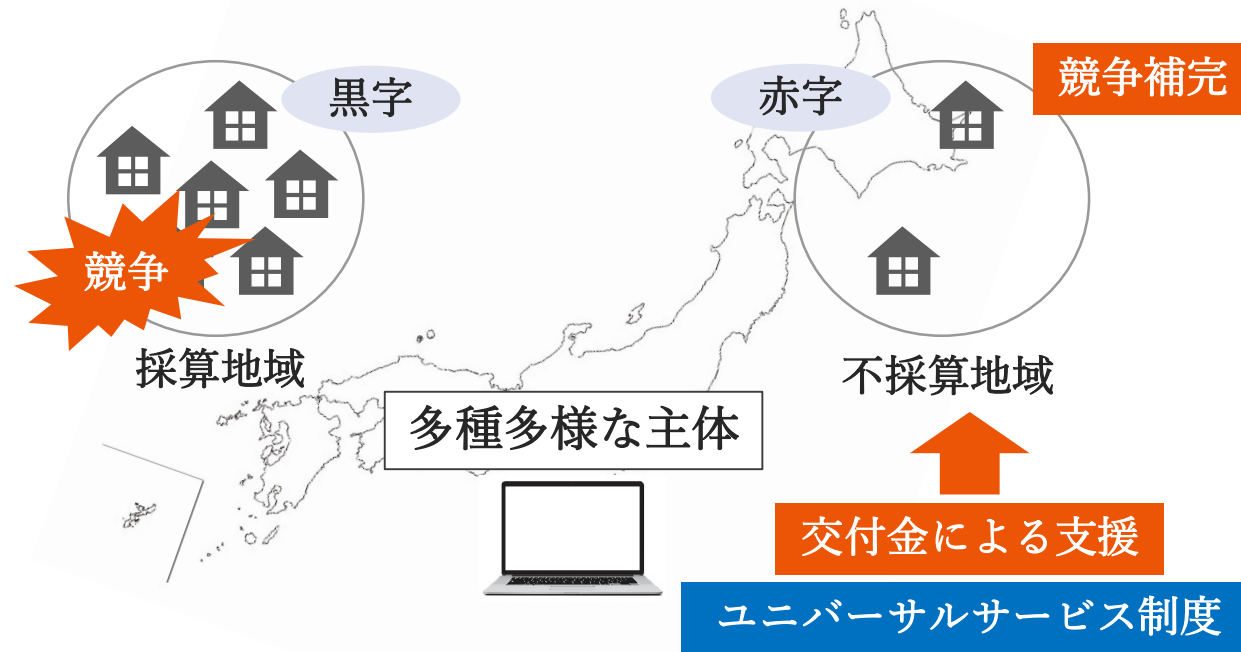 黒字
競争
採算地域
赤字
競争補完
不採算地域
多種多様な主体
交付金による支援
ユニバーサルサービス制度